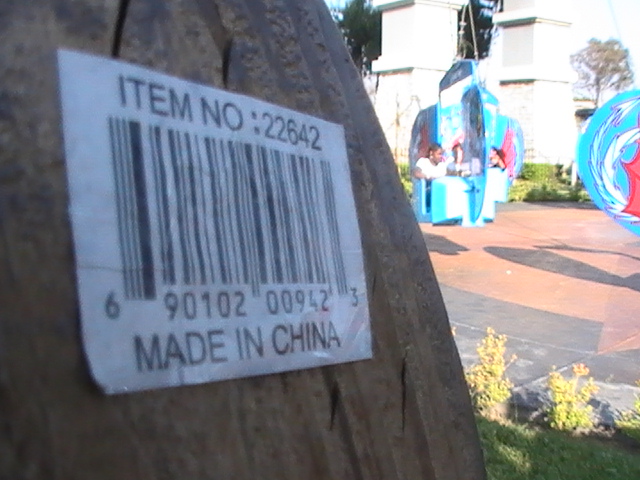 ITEM NO :22642
6 90102 00942 3
MADE IN CHINA